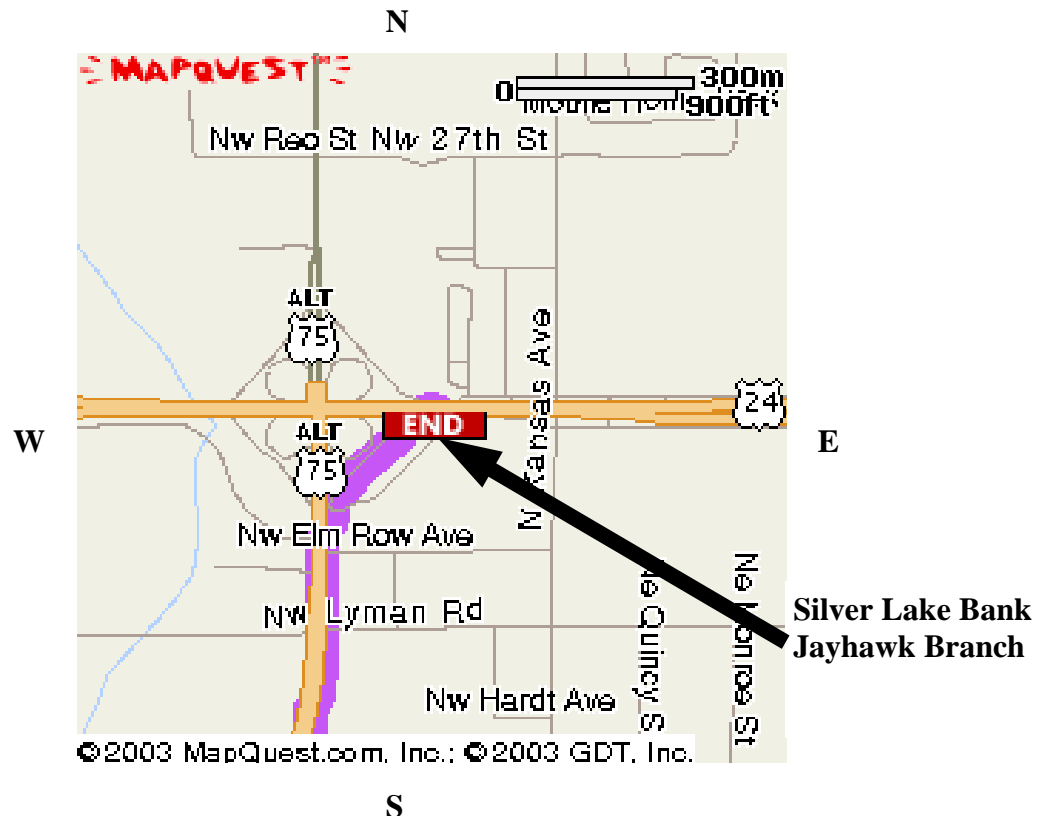 N
MAPQUEST™
0
300m
900ft
Nw Reo St
Nw 27th St
ALT
75
N Kansas Ave
24
W
END
E
ALT
75
Nw Elm Row Ave
Silver Lake Bank
Jayhawk Branch
Nw Lyman Rd
Ne Quincy S
Ne Monroe St
Nw Hardt Ave
©2003 MapQuest.com, Inc.; ©2003 GDT, Inc.
S